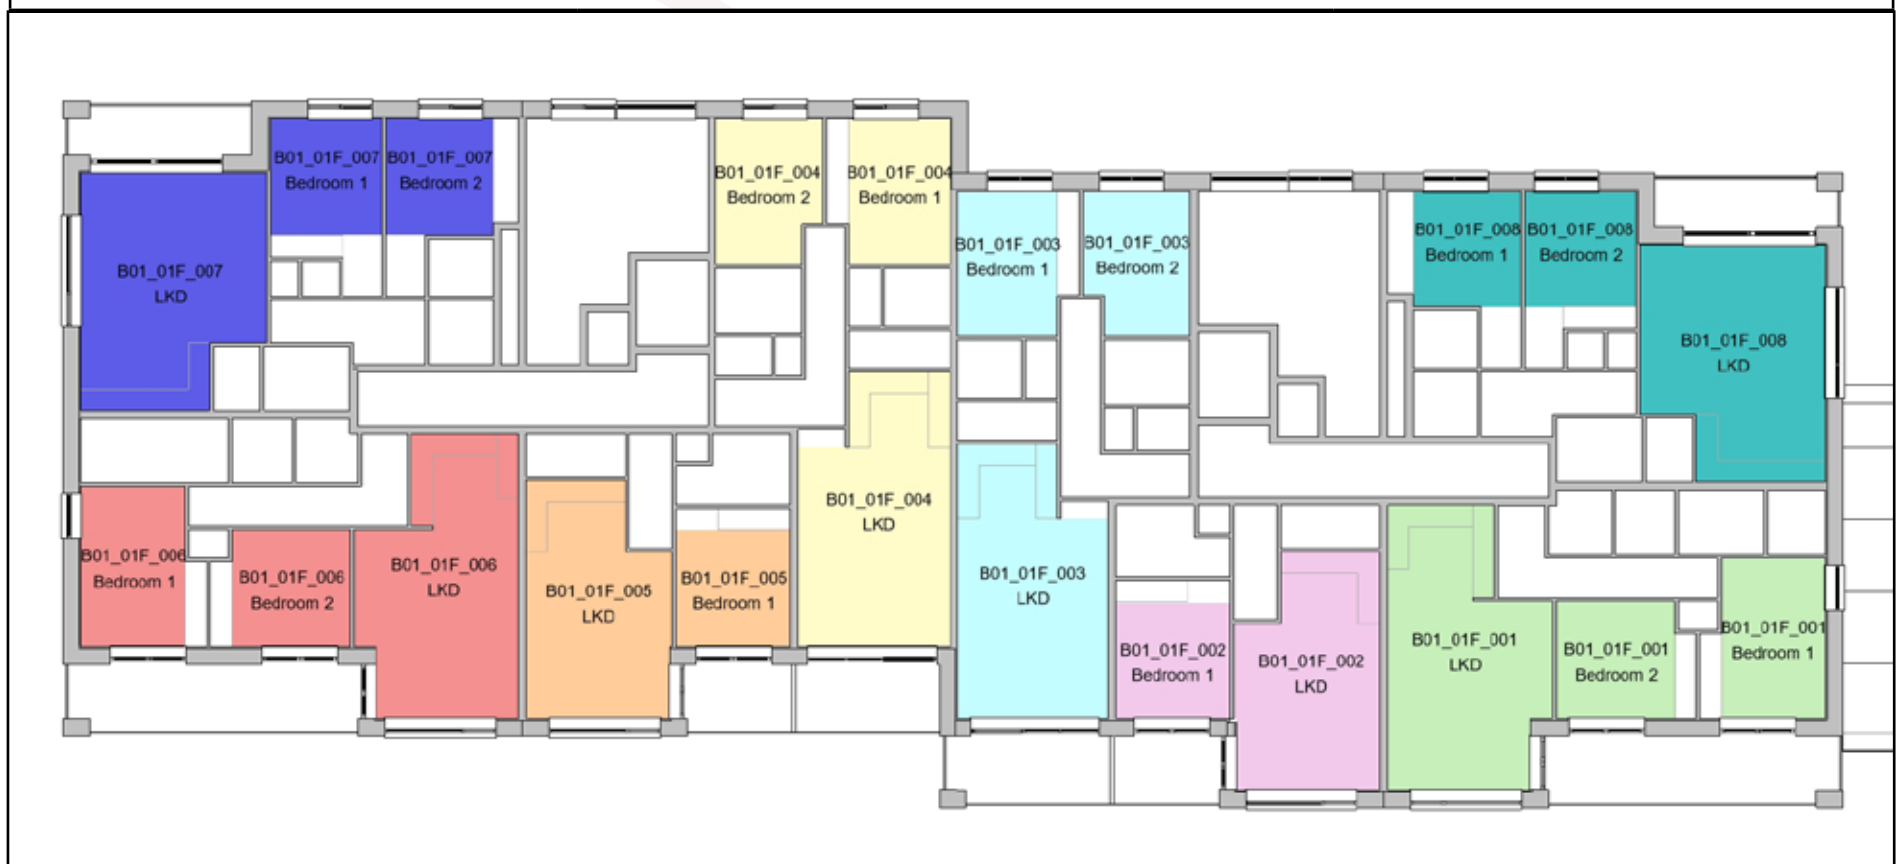 B01_01F_007
Bedroom 1
B01_01F_007
Bedroom 2
B01_01F_004
Bedroom 2
B01_01F_004
Bedroom 1
B01_01F_003
Bedroom 1
B01_01F_003
Bedroom 2
B01_01F_008
Bedroom 1
B01_01F_008
Bedroom 2
B01_01F_007
LKD
B01_01F_008
LKD
B01_01F_004
LKD
B01_01F_006
Bedroom 1
B01_01F_006
Bedroom 2
B01_01F_006
LKD
B01_01F_005
LKD
B01_01F_005
Bedroom 1
B01_01F_003
LKD
B01_01F_002
Bedroom 1
B01_01F_002
LKD
B01_01F_001
LKD
B01_01F_001
Bedroom 2
B01_01F_001
Bedroom 1